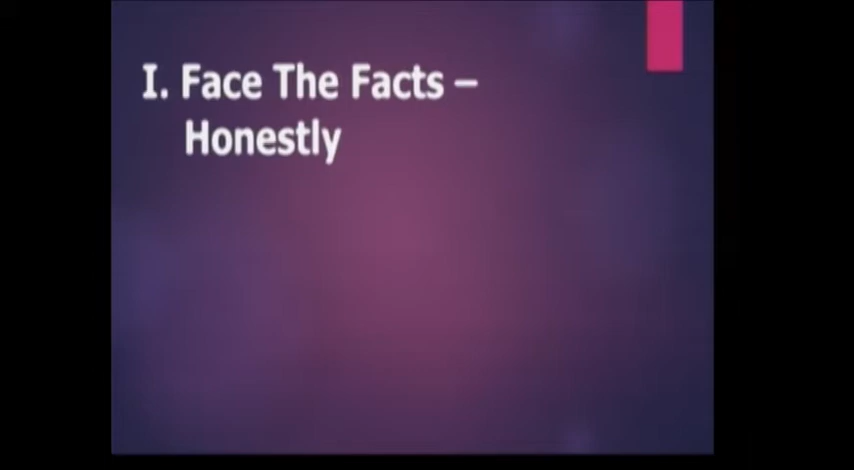 I. Face The Facts –
Honestly